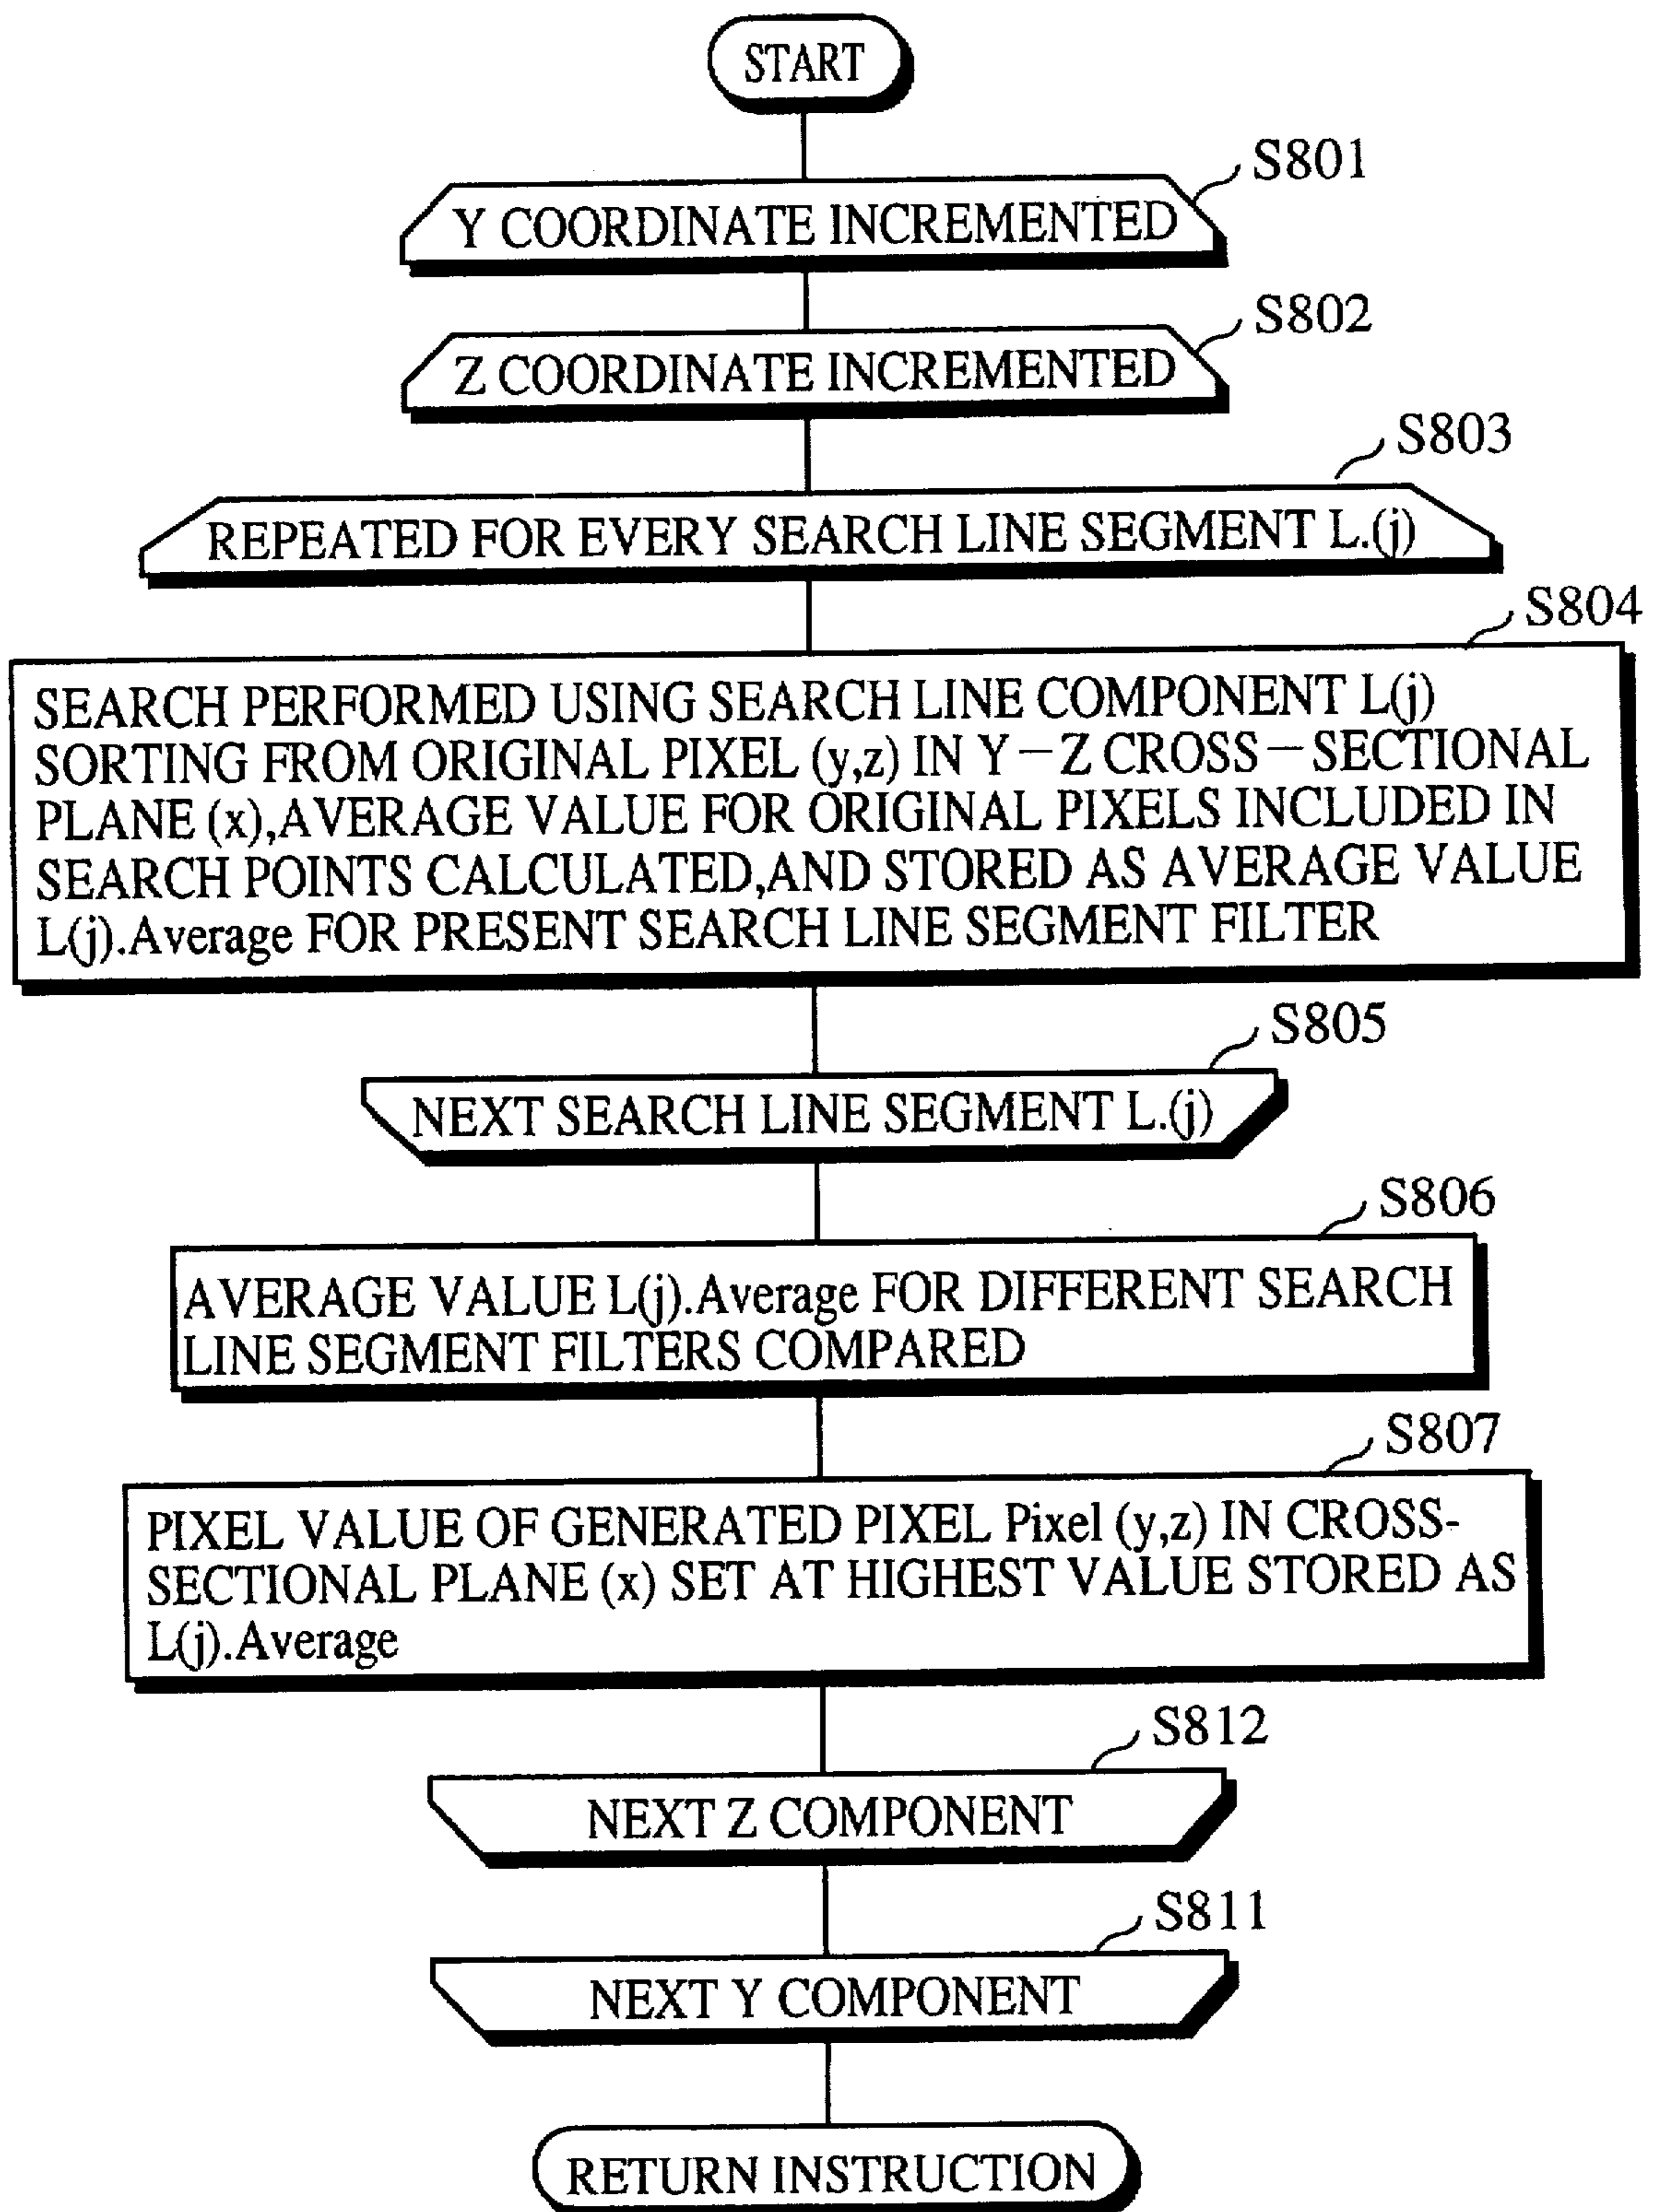 START
S801
Y COORDINATE INCREMENTED
S802
Z COORDINATE INCREMENTED
S803
REPEATED FOR EVERY SEARCH LINE SEGMENT L.(j)
S804
SEARCH PERFORMED USING SEARCH LINE COMPONENT L(j)
SORTING FROM ORIGINAL PIXEL (y,z) IN Y－Z CROSS－SECTIONAL
PLANE (x),AVERAGE VALUE FOR ORIGINAL PIXELS INCLUDED IN
SEARCH POINTS CALCULATED,AND STORED AS AVERAGE VALUE
L(j).Average FOR PRESENT SEARCH LINE SEGMENT FILTER
S805
NEXT SEARCH LINE SEGMENT L.(j)
S806
AVERAGE VALUE L(j).Average FOR DIFFERENT SEARCH
LINE SEGMENT FILTERS COMPARED
S807
PIXEL VALUE OF GENERATED PIXEL Pixel (y,z) IN CROSS-
SECTIONAL PLANE (x) SET AT HIGHEST VALUE STORED AS
L(j).Average
S812
NEXT Z COMPONENT
S811
NEXT Y COMPONENT
RETURN INSTRUCTION